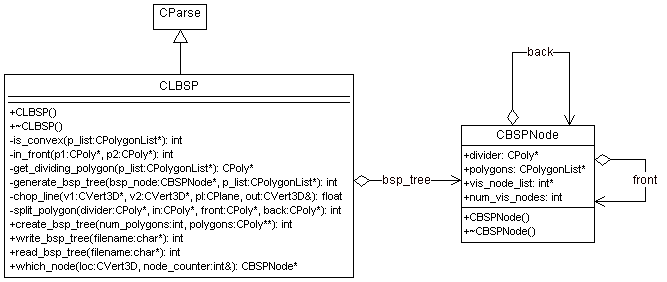 CParse
CLBSP
+CLBSP()
+~CLBSP()
-is_convex(p_list:CPolygonList*): int
-in_front(p1:CPoly*, p2:CPoly*): int
-get_dividing_polygon(p_list:CPolygonList*): CPoly*
-generate_bsp_tree(bsp_node:CBSPNode*, p_list:CPolygonList*): int
-chop_line(v1:CVert3D*, v2:CVert3D*, pl:CPlane, out:CVert3D&): float
-split_polygon(divider:CPoly*, in:CPoly*, front:CPoly*, back:CPoly*): int
+create_bsp_tree(num_polygons:int, polygons:CPoly**): int
+write_bsp_tree(filename:char*): int
+read_bsp_tree(filename:char*): int
+which_node(loc:CVert3D, node_counter:int&): CBSPNode*
bsp_tree
back
CBSPNode
+divider: CPoly*
+polygons: CPolygonList*
+vis_node_list: int*
+num_vis_nodes: int
+CBSPNode()
+~CBSPNode()
front